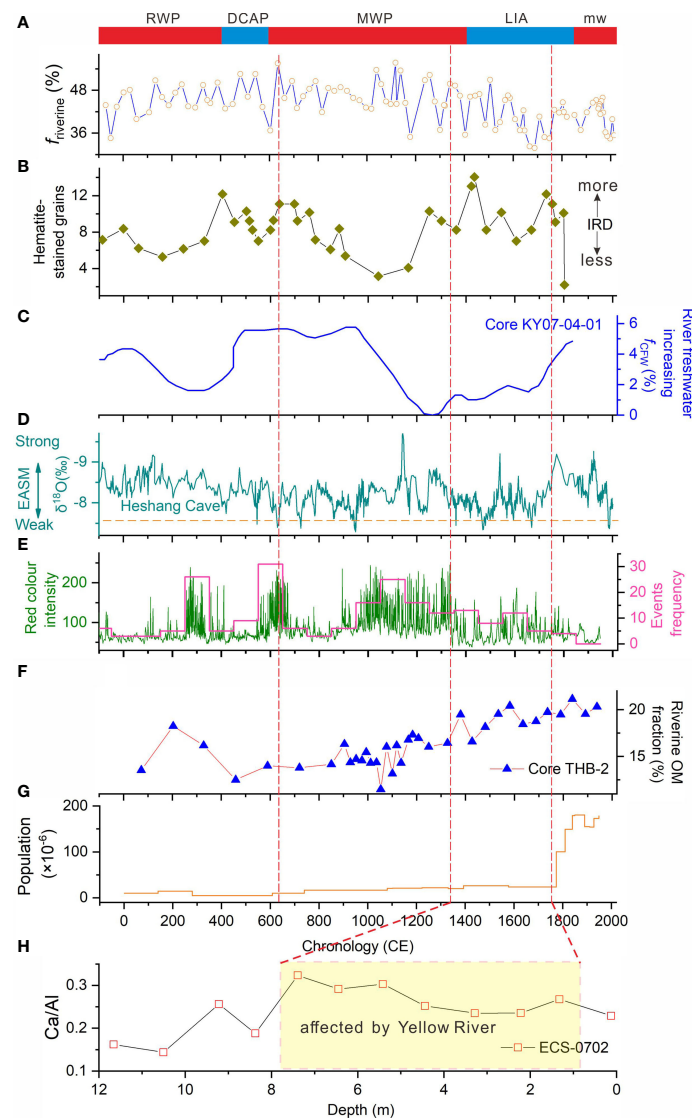 A
RWP DCAP MWP LIA mw
f riverine (%)
48
36
B
Hematite-
stained grains
12
8
4
more
IRD
less
C
Core KY07-04-01
River freshwater
increasing
fCFW (%)
6
4
2
0
D
Strong
EASM
Weak
δ18O(‰)
-9
-8
Heshang Cave
E
Red colour
intensity
200
100
Events
frequency
30
20
10
0
F
Riverine OM
fraction (%)
20
15
Core THB-2
G
Population
(×10-6)
200
100
0
0 200 400 600 800 1000 1200 1400 1600 1800 2000
Chronology (CE)
H
Ca/Al
0.3
0.2
0.1
affected by Yellow River
ECS-0702
12 10 8 6 4 2 0
Depth (m)